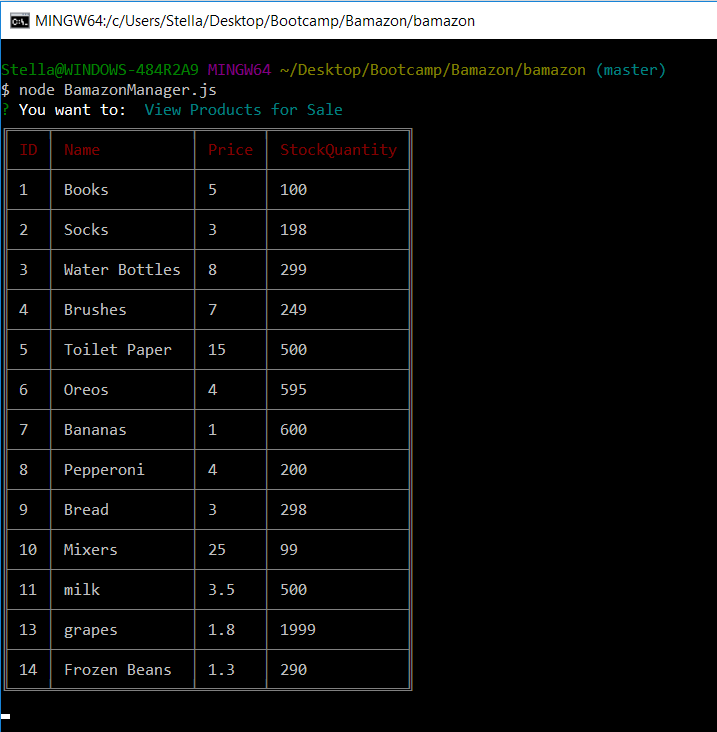 MINGW64:/c/Users/Stella/Desktop/Bootcamp/Bamazon/bamazon
Stella@WINDOWS-484R2A9 MINGW64 ~/Desktop/Bootcamp/Bamazon/bamazon (master)
$ node BamazonManager.js
? You want to:  View Products for Sale
ID Name Price StockQuantity
1 Books 5 100
2 Socks 3 198
3 Water Bottles 8 299
4 Brushes 7 249
5 Toilet Paper 15 500
6 Oreos 4 595
7 Bananas 1 600
8 Pepperoni 4 200
9 Bread 3 298
10 Mixers 25 99
11 milk 3.5 500
13 grapes 1.8 1999
14 Frozen Beans 1.3 290